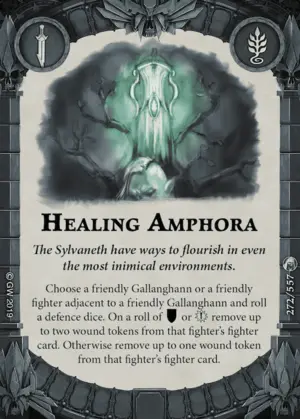 HEALING AMPHORA
The Sylvaneth have ways to flourish in even
the most inimical environments.
Choose a friendly Gallanghann or a friendly
fighter adjacent to a friendly Gallanghann and roll
a defence dice. On a roll of or remove up
to two wound tokens from that fighter's fighter
card. Otherwise remove up to one wound token
from that fighter's fighter card.
© GW 2019
272/557